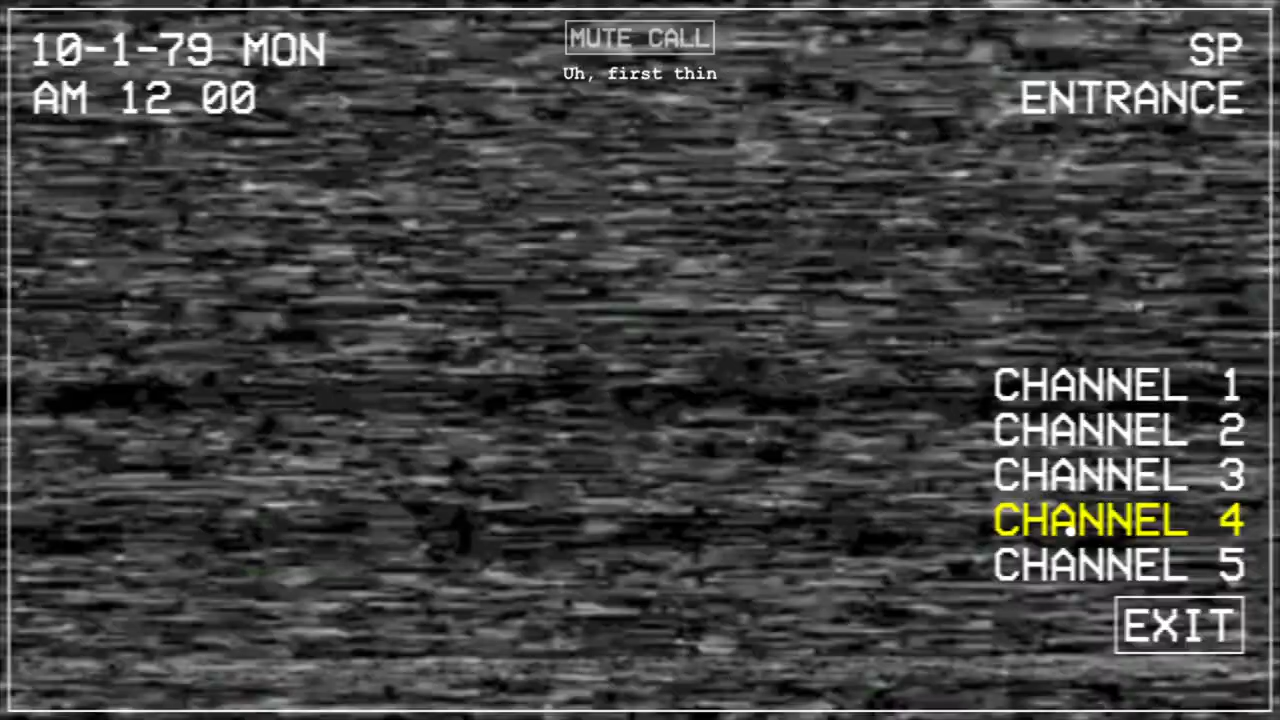 10-1-79 MON
AM 12 00
MUTE CALL
Uh, first thin
SP
ENTRANCE
CHANNEL 1
CHANNEL 2
CHANNEL 3
CHANNEL 4
CHANNEL 5
EXIT